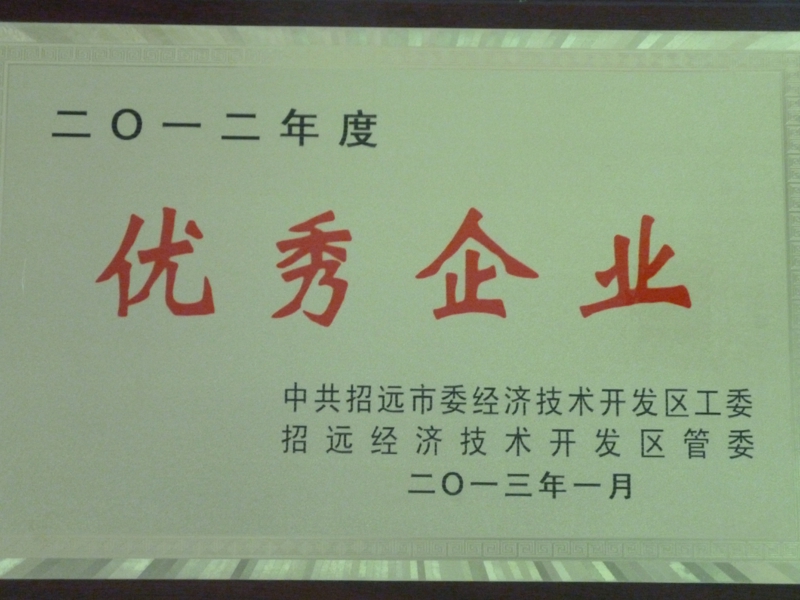 二〇一二年度
优秀企业
中共招远市委经济技术开发区工委
招远经济技术开发区管委
二〇一三年一月